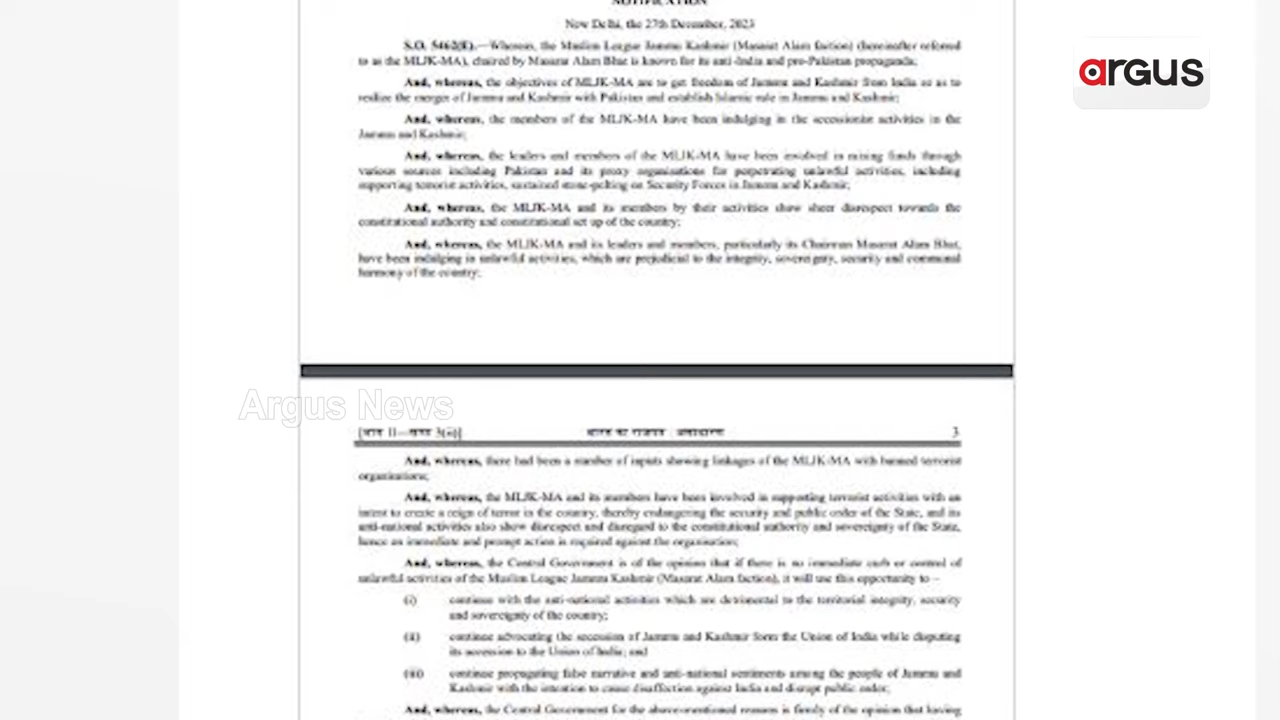 NOTIFICATION
New Delhi, the 27th December, 2023
S.O. 5462(E).—Whereas, the Muslim League Jammu Kashmir (Masarat Alam faction) (hereinafter referred
to as the MLJK-MA), chaired by Masarat Alam Bhat is known for its anti-India and pro-Pakistan propaganda;
And, whereas, the objectives of MLJK-MA are to get freedom of Jammu and Kashmir from India so as to
realize the merger of Jammu and Kashmir with Pakistan and establish Islamic rule in Jammu and Kashmir;
And, whereas, the members of the MLJK-MA have been indulging in the secessionist activities in the
Jammu and Kashmir;
And, whereas, the leaders and members of the MLJK-MA have been involved in raising funds through
various sources including Pakistan and its proxy organisations for perpetrating unlawful activities, including
supporting terrorist activities, sustained stone-pelting on Security Forces in Jammu and Kashmir;
And, whereas, the MLJK-MA and its members by their activities show sheer disrespect towards the
constitutional authority and constitutional set up of the country;
And, whereas, the MLJK-MA and its leaders and members, particularly its Chairman Masarat Alam Bhat,
have been indulging in unlawful activities, which are prejudicial to the integrity, sovereignty, security and communal
harmony of the country;
argus
Argus News
[भाग II—खण्ड 3(ii)] भारत का राजपत्र : असाधारण 3
And, whereas, there had been a number of inputs showing linkages of the MLJK-MA with banned terrorist
organisations;
And, whereas, the MLJK-MA and its members have been involved in supporting terrorist activities with an
intent to create a reign of terror in the country, thereby endangering the security and public order of the State, and its
anti-national activities also show disrespect and disregard to the constitutional authority and sovereignty of the State,
hence an immediate and prompt action is required against the organisation;
And, whereas, the Central Government is of the opinion that if there is no immediate curb or control of
unlawful activities of the Muslim League Jammu Kashmir (Masarat Alam faction), it will use this opportunity to –
(i) continue with the anti-national activities which are detrimental to the territorial integrity, security
and sovereignty of the country;
(ii) continue advocating the secession of Jammu and Kashmir form the Union of India while disputing
its accession to the Union of India; and
(iii) continue propagating false narrative and anti-national sentiments among the people of Jammu and
Kashmir with the intention to cause disaffection against India and disrupt public order;
And, whereas, the Central Government for the above-mentioned reasons is firmly of the opinion that having